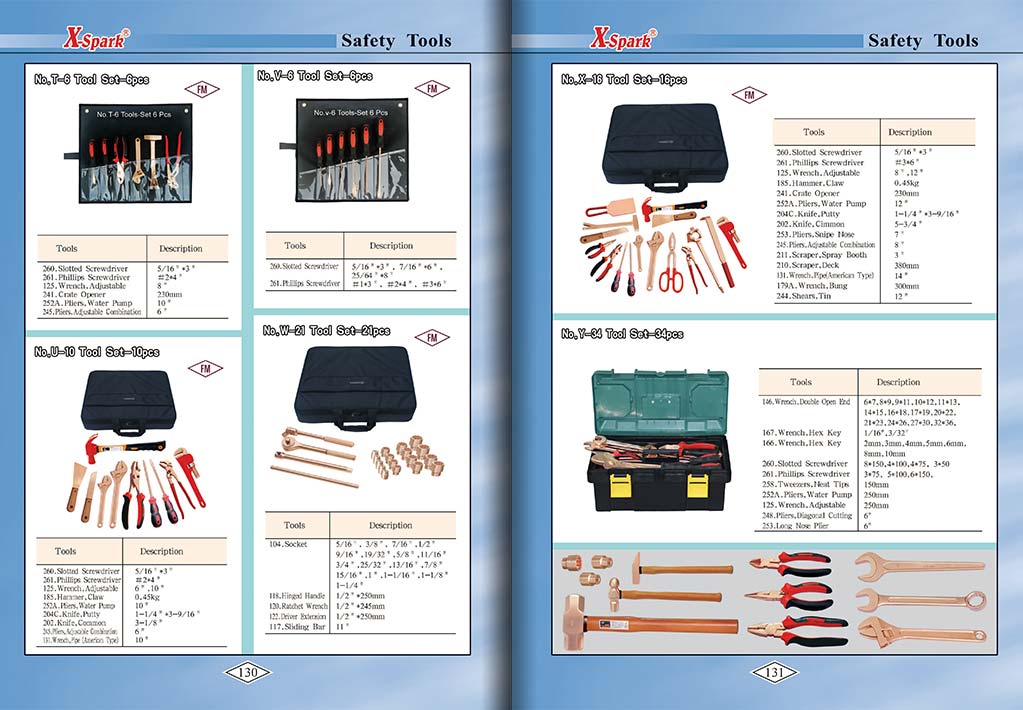 X-Spark®
Safety Tools
No,T-6 Tool Set-6pcs
FM
No.T-6 Tools-Set 6 Pcs
Tools Description
260.Slotted Screwdriver 5/16"*3"
261.Phillips Screwdriver #2*4"
125.Wrench,Adjustable 8"
241.Crate Opener 230mm
252A.Pliers,Water Pump 10"
245.Pliers,Adjustable Combination 6"
No,V-6 Tool Set-6pcs
FM
No.v-6 Tools-Set 6 Pcs
Tools Description
260.Slotted Screwdriver 5/16"*3", 7/16"*6",
25/64"*8"
261.Phillips Screwdriver #1*3", #2*4", #3*6"
No,U-10 Tool Set-10pcs
FM
Tools Description
260.Slotted Screwdriver 5/16"*3"
261.Phillips Screwdriver #2*4"
125.Wrench,Adjustable 6",10"
185.Hammer,Claw 0.45kg
252A.Pliers,Water Pump 10"
204C.Knife,Putty 1-1/4"*3-9/16"
202.Knife,Common 3-1/8"
245.Pliers,Adjustable Combination 6"
131.Wrench,Pipe (American Type) 10"
No,W-21 Tool Set-21pcs
FM
Tools Description
104.Socket 5/16", 3/8", 7/16",1/2"
9/16",19/32",5/8",11/16"
3/4",25/32",13/16",7/8"
15/16",1",1-1/16",1-1/8"
1-1/4"
118.Hinged Handle 1/2"*250mm
120.Ratchet Wrench 1/2"*245mm
122.Driver Extension 1/2"*250mm
117.Sliding Bar 11"
130
X-Spark®
Safety Tools
No,X-16 Tool Set-16pcs
FM
Tools Description
260.Slotted Screwdriver 5/16"*3"
261.Phillips Screwdriver #3*6"
125.Wrench,Adjustable 8",12"
185.Hammer,Claw 0.45kg
241.Crate Opener 230mm
252A.Pliers,Water Pump 12"
204C.Knife,Putty 1-1/4"*3-9/16"
202.Knife,Cimmon 5-3/4"
253.Pliers,Snipe Nose 7"
245.Pliers,Adjustable Combination 8"
211.Scraper,Spray Booth 3"
210.Scraper,Deck 380mm
131.Wrench,Pipe(American Type) 14"
179A.Wrench,Bung 300mm
244.Shears,Tin 12"
No,Y-34 Tool Set-34pcs
Tools Description
146.Wrench,Double Open End 6*7,8*9,9*11,10*12,11*13,
14*15,16*18,17*19,20*22,
21*23,24*26,27*30,32*36,
167.Wrench,Hex Key 1/16",3/32"
166.Wrench,Hex Key 2mm,3mm,4mm,5mm,6mm,
8mm,10mm
260.Slotted Screwdriver 8*150,4*100,4*75, 3*50
261.Phillips Screwdriver 3*75, 5*100,6*150,
258.Tweezers,Neat Tips 150mm
252A.Pliers,Water Pump 250mm
125.Wrench,Adjustable 250mm
248.Pliers,Diagonal Cutting 6"
253.Long Nose Plier 6"
131